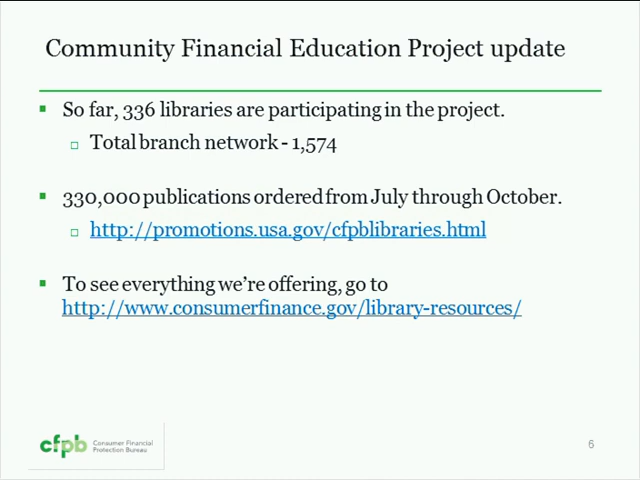 Community Financial Education Project update
So far, 336 libraries are participating in the project.
Total branch network - 1,574
330,000 publications ordered from July through October.
http://promotions.usa.gov/cfpblibraries.html
To see everything we're offering, go to
http://www.consumerfinance.gov/library-resources/
cfpb Consumer Financial
Protection Bureau
6